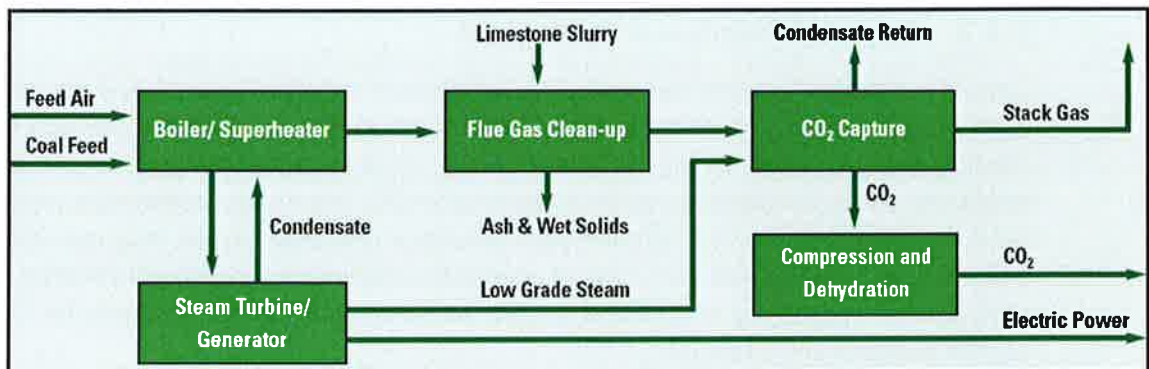 Limestone Slurry
Condensate Return
Feed Air
Coal Feed
Boiler/ Superheater
Flue Gas Clean-up
CO₂ Capture
Stack Gas
Condensate
Ash & Wet Solids
CO₂
Steam Turbine/
Generator
Low Grade Steam
Compression and
Dehydration
CO₂
Electric Power